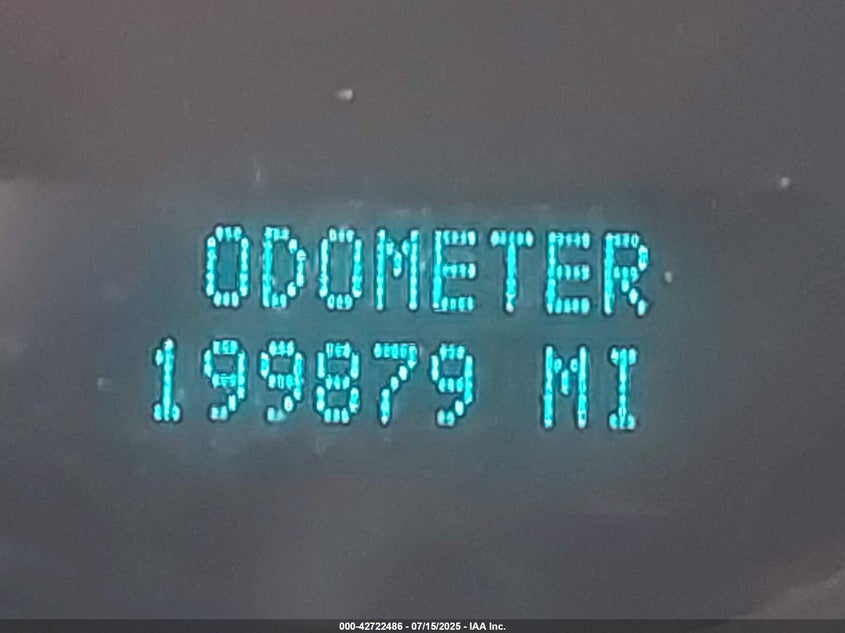 ODOMETER
199879 MI
000-42722486 - 07/15/2025 - IAA Inc.